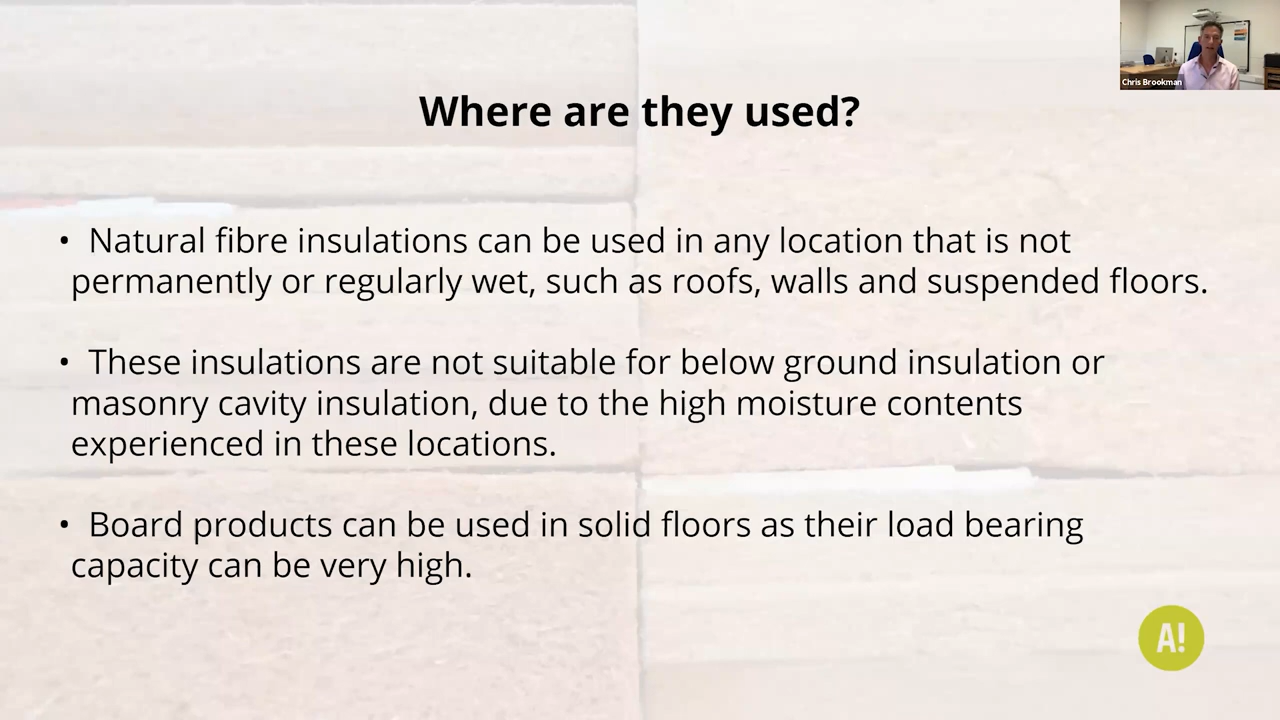 Chris Brookman
Where are they used?
• Natural fibre insulations can be used in any location that is not
permanently or regularly wet, such as roofs, walls and suspended floors.
• These insulations are not suitable for below ground insulation or
masonry cavity insulation, due to the high moisture contents
experienced in these locations.
• Board products can be used in solid floors as their load bearing
capacity can be very high.
A!